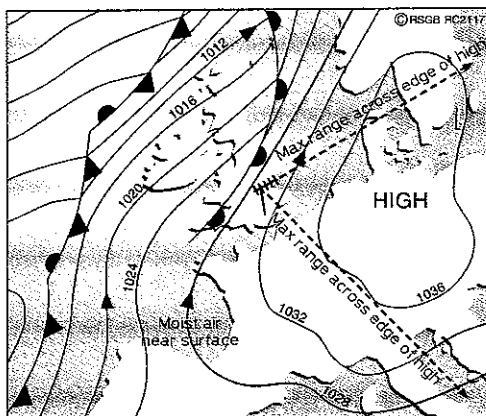 ©RSGB RC2117
1012
1016
1020
1024
Max range across edge of high
HIGH
Max range across edge of high
1036
1032
1028
Moist air
near surface
L